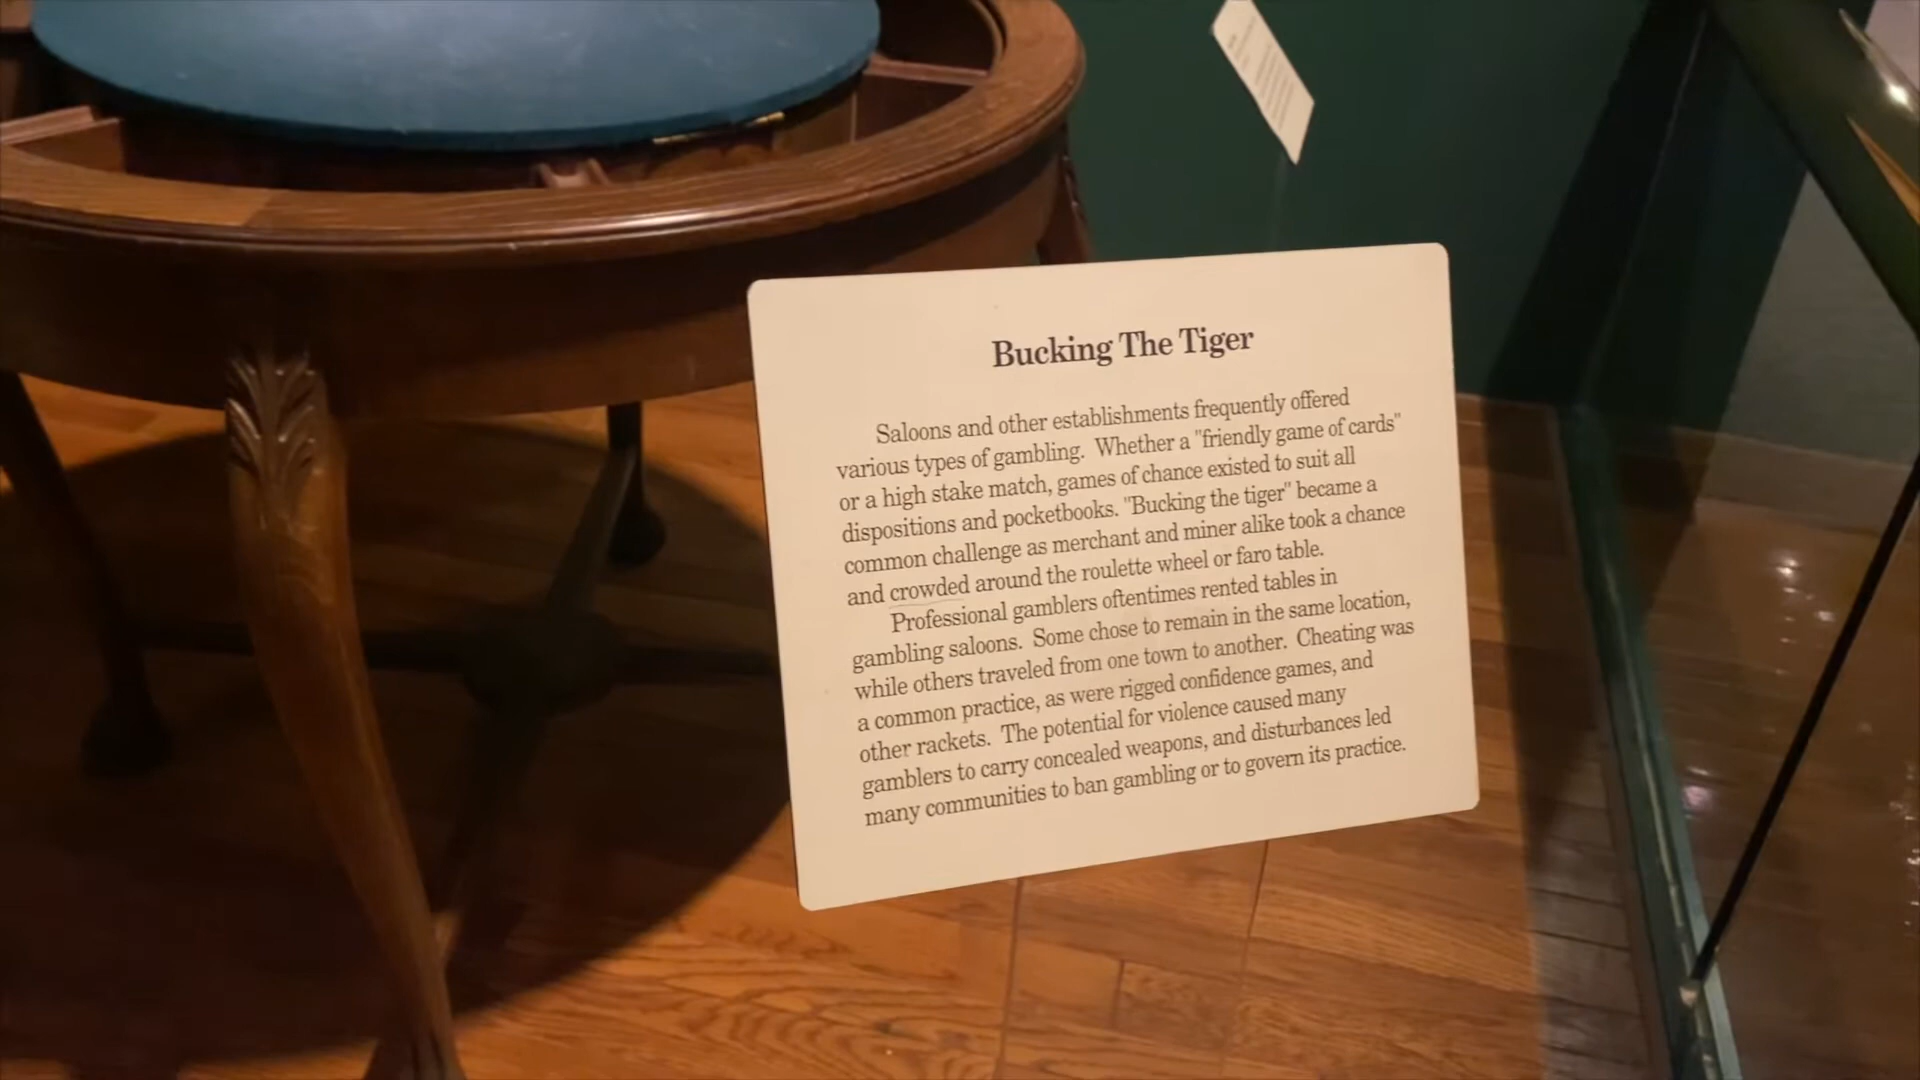 Bucking The Tiger
Saloons and other establishments frequently offered
various types of gambling. Whether a "friendly game of cards"
or a high stake match, games of chance existed to suit all
dispositions and pocketbooks. "Bucking the tiger" became a
common challenge as merchant and miner alike took a chance
and crowded around the roulette wheel or faro table.
Professional gamblers oftentimes rented tables in
gambling saloons. Some chose to remain in the same location,
while others traveled from one town to another. Cheating was
a common practice, as were rigged confidence games, and
other rackets. The potential for violence caused many
gamblers to carry concealed weapons, and disturbances led
many communities to ban gambling or to govern its practice.